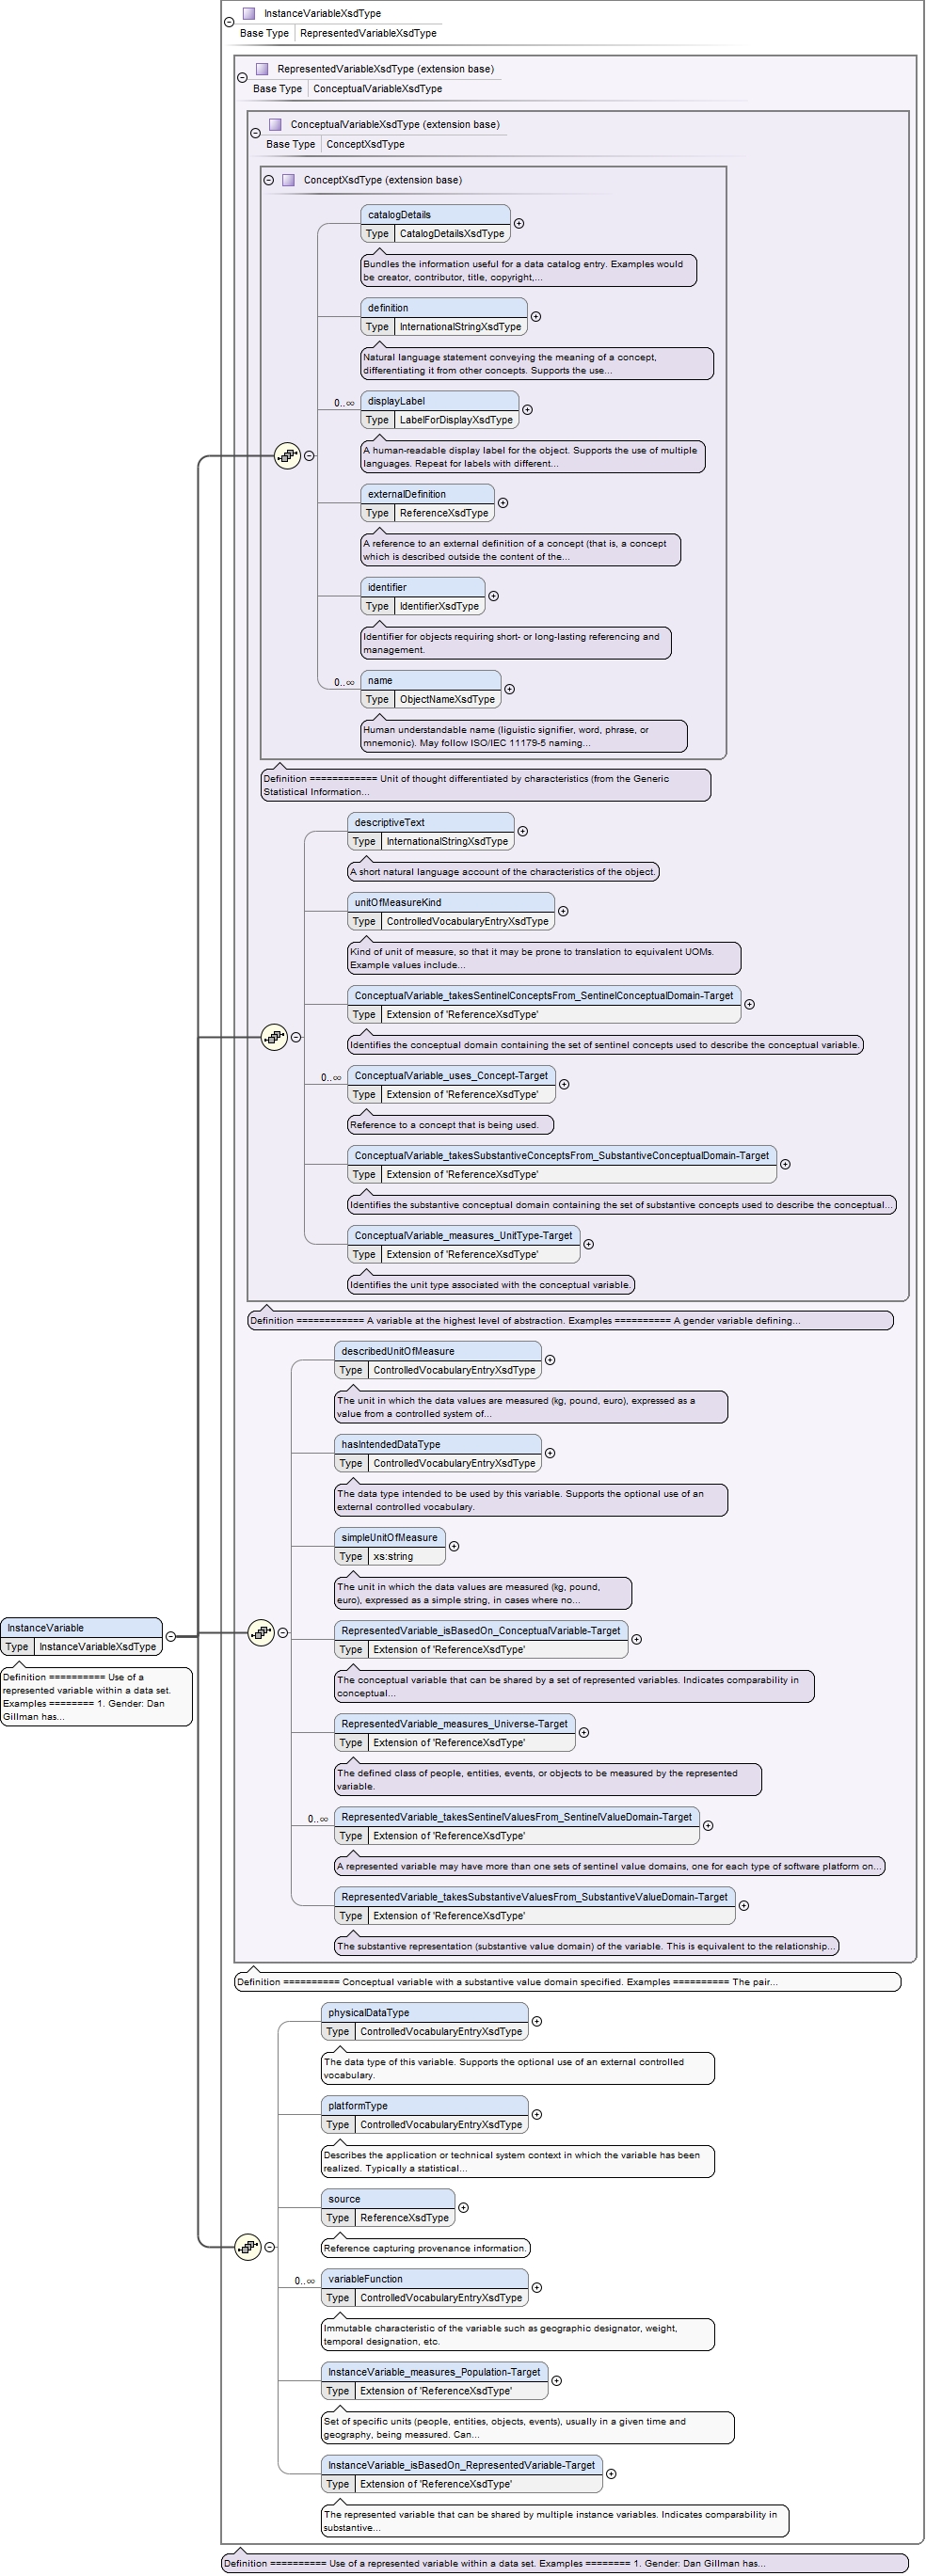 InstanceVariableXsdType
Base Type RepresentedVariableXsdType
RepresentedVariableXsdType (extension base)
Base Type ConceptualVariableXsdType
ConceptualVariableXsdType (extension base)
Base Type ConceptXsdType
ConceptXsdType (extension base)
catalogDetails
Type CatalogDetailsXsdType
Bundles the information useful for a data catalog entry. Examples would
be creator, contributor, title, copyright,...
definition
Type InternationalStringXsdType
Natural language statement conveying the meaning of a concept,
differentiating it from other concepts. Supports the use...
0..∞
displayLabel
Type LabelForDisplayXsdType
A human-readable display label for the object. Supports the use of multiple
languages. Repeat for labels with different...
externalDefinition
Type ReferenceXsdType
A reference to an external definition of a concept (that is, a concept
which is described outside the content of the...
identifier
Type IdentifierXsdType
Identifier for objects requiring short- or long-lasting referencing and
management.
0..∞
name
Type ObjectNameXsdType
Human understandable name (liguistic signifier, word, phrase, or
mnemonic). May follow ISO/IEC 11179-5 naming...
Definition ============ Unit of thought differentiated by characteristics (from the Generic
Statistical Information...
descriptiveText
Type InternationalStringXsdType
A short natural language account of the characteristics of the object.
unitOfMeasureKind
Type ControlledVocabularyEntryXsdType
Kind of unit of measure, so that it may be prone to translation to equivalent UOMs.
Example values include...
ConceptualVariable_takesSentinelConceptsFrom_SentinelConceptualDomain-Target
Type Extension of 'ReferenceXsdType'
Identifies the conceptual domain containing the set of sentinel concepts used to describe the conceptual variable.
0..∞
ConceptualVariable_uses_Concept-Target
Type Extension of 'ReferenceXsdType'
Reference to a concept that is being used.
ConceptualVariable_takesSubstantiveConceptsFrom_SubstantiveConceptualDomain-Target
Type Extension of 'ReferenceXsdType'
Identifies the substantive conceptual domain containing the set of substantive concepts used to describe the conceptual...
ConceptualVariable_measures_UnitType-Target
Type Extension of 'ReferenceXsdType'
Identifies the unit type associated with the conceptual variable.
Definition ============ A variable at the highest level of abstraction. Examples ========== A gender variable defining...
describedUnitOfMeasure
Type ControlledVocabularyEntryXsdType
The unit in which the data values are measured (kg, pound, euro), expressed as a
value from a controlled system of...
hasIntendedDataType
Type ControlledVocabularyEntryXsdType
The data type intended to be used by this variable. Supports the optional use of an
external controlled vocabulary.
simpleUnitOfMeasure
Type xs:string
The unit in which the data values are measured (kg, pound,
euro), expressed as a simple string, in cases where no...
InstanceVariable
Type InstanceVariableXsdType
Definition ========== Use of a
represented variable within a data set.
Examples ======== 1. Gender: Dan
Gillman has...
RepresentedVariable_isBasedOn_ConceptualVariable-Target
Type Extension of 'ReferenceXsdType'
The conceptual variable that can be shared by a set of represented variables. Indicates comparability in
conceptual...
RepresentedVariable_measures_Universe-Target
Type Extension of 'ReferenceXsdType'
The defined class of people, entities, events, or objects to be measured by the represented
variable.
0..∞
RepresentedVariable_takesSentinelValuesFrom_SentinelValueDomain-Target
Type Extension of 'ReferenceXsdType'
A represented variable may have more than one sets of sentinel value domains, one for each type of software platform on...
RepresentedVariable_takesSubstantiveValuesFrom_SubstantiveValueDomain-Target
Type Extension of 'ReferenceXsdType'
The substantive representation (substantive value domain) of the variable. This is equivalent to the relationship...
Definition ========== Conceptual variable with a substantive value domain specified. Examples ========== The pair...
physicalDataType
Type ControlledVocabularyEntryXsdType
The data type of this variable. Supports the optional use of an external controlled
vocabulary.
platformType
Type ControlledVocabularyEntryXsdType
Describes the application or technical system context in which the variable has been
realized. Typically a statistical...
source
Type ReferenceXsdType
Reference capturing provenance information.
0..∞
variableFunction
Type ControlledVocabularyEntryXsdType
Immutable characteristic of the variable such as geographic designator, weight,
temporal designation, etc.
InstanceVariable_measures_Population-Target
Type Extension of 'ReferenceXsdType'
Set of specific units (people, entities, objects, events), usually in a given time and
geography, being measured. Can...
InstanceVariable_isBasedOn_RepresentedVariable-Target
Type Extension of 'ReferenceXsdType'
The represented variable that can be shared by multiple instance variables. Indicates comparability in
substantive...
Definition ========== Use of a represented variable within a data set. Examples ======== 1. Gender: Dan Gillman has...